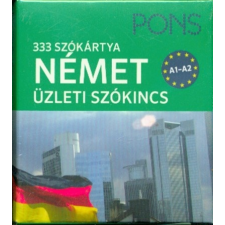 PONS
333 SZÓKÁRTYA
NÉMET
A1-A2
ÜZLETI SZÓKINCS